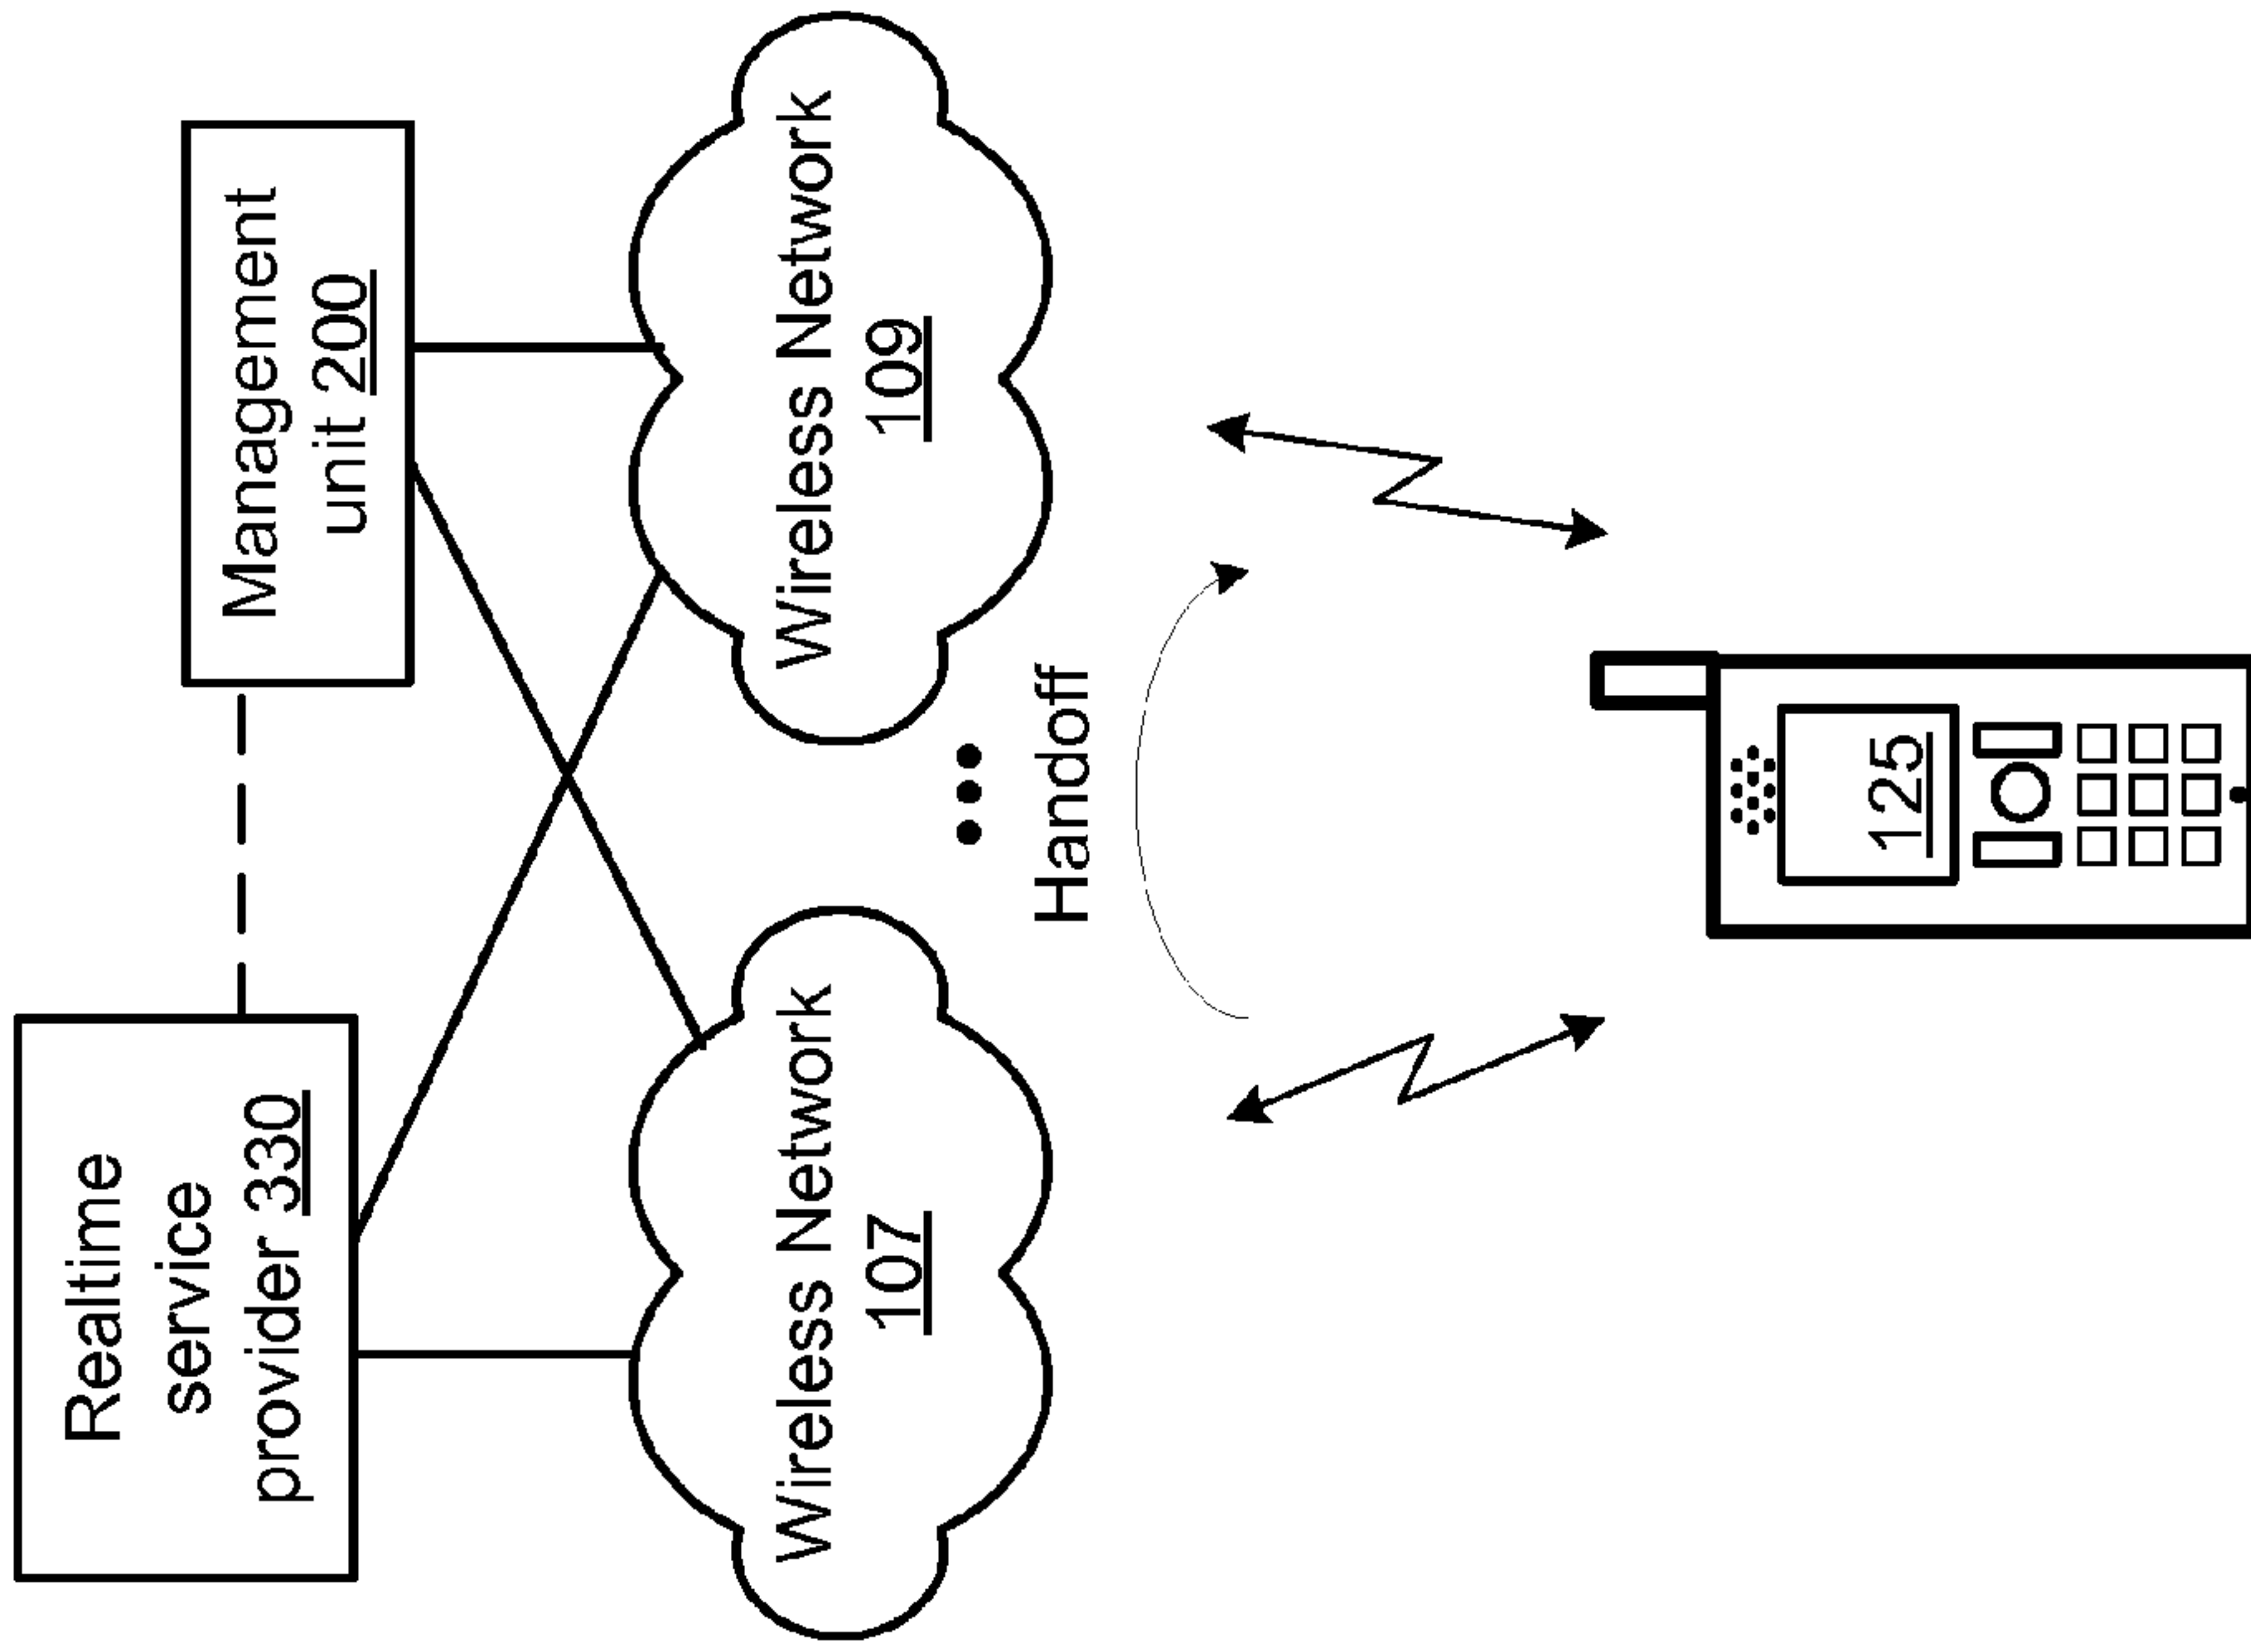 Realtime
service
provider 330
Management
unit 200
Wireless Network
107
Wireless Network
109
Handoff
125